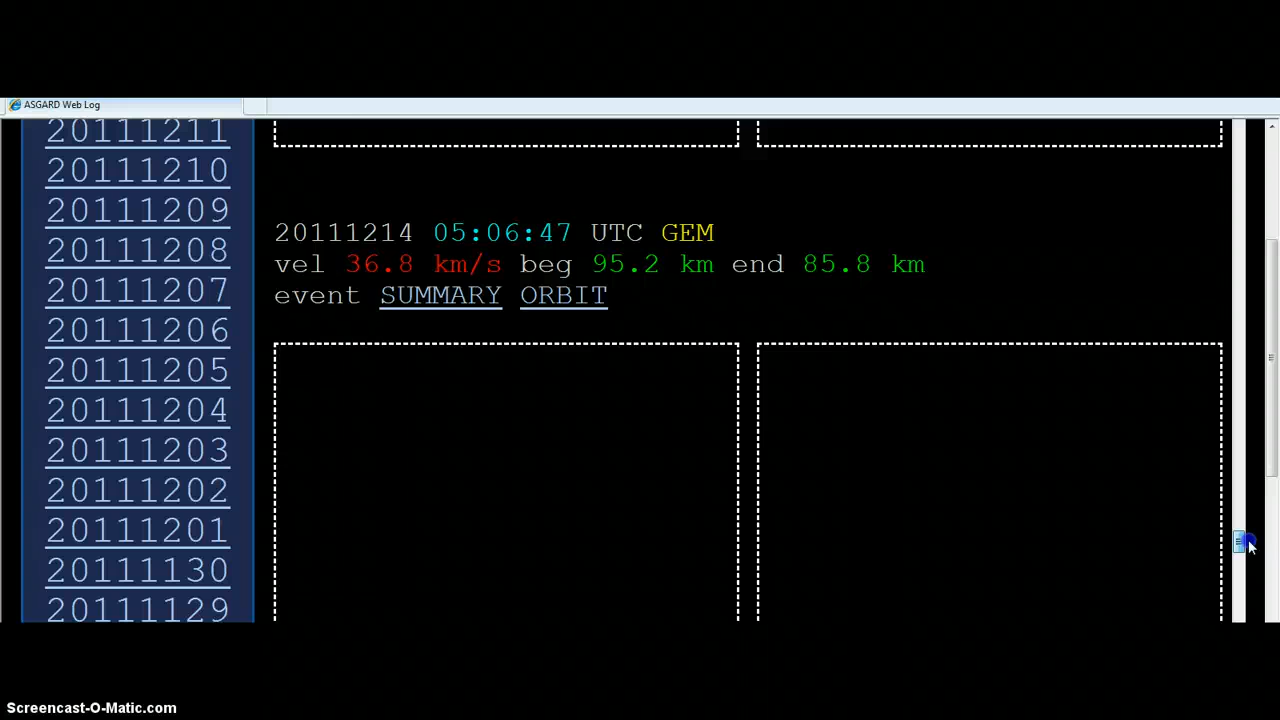 ASGARD Web Log
20111211
20111210
20111209
20111208
20111207
20111206
20111205
20111204
20111203
20111202
20111201
20111130
20111129
20111214 05:06:47 UTC GEM
vel 36.8 km/s beg 95.2 km end 85.8 km
event SUMMARY ORBIT
Screencast-O-Matic.com